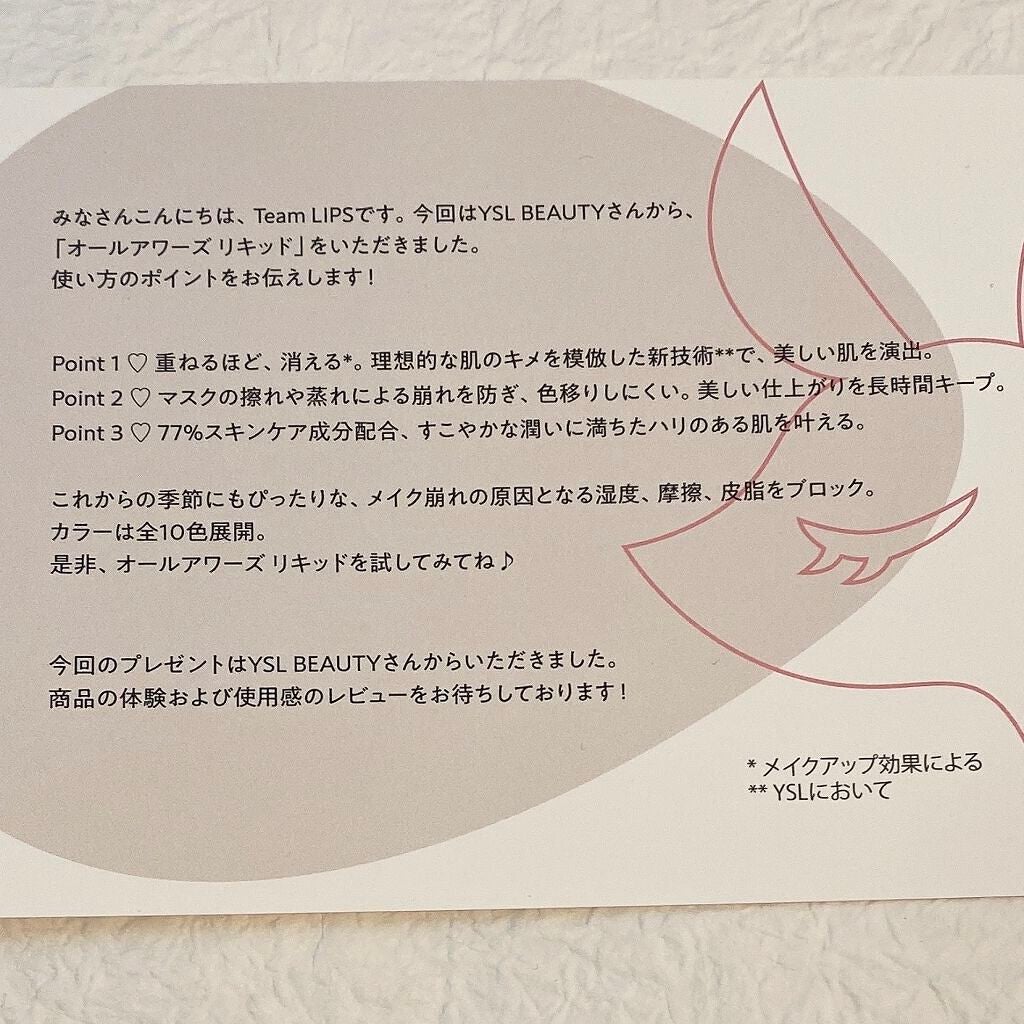 みなさんこんにちは、Team LIPSです。今回はYSL BEAUTYさんから、
「オールアワーズ リキッド」をいただきました。
使い方のポイントをお伝えします！
Point 1 ♡ 重ねるほど、消える*。理想的な肌のキメを模倣した新技術**で、美しい肌を演出。
Point 2 ♡ マスクの擦れや蒸れによる崩れを防ぎ、色移りしにくい。美しい仕上がりを長時間キープ。
Point 3 ♡ 77%スキンケア成分配合、すこやかな潤いに満ちたハリのある肌を叶える。
これからの季節にもぴったりな、メイク崩れの原因となる湿度、摩擦、皮脂をブロック。
カラーは全10色展開。
是非、オールアワーズ リキッドを試してみてね♪
今回のプレゼントはYSL BEAUTYさんからいただきました。
商品の体験および使用感のレビューをお待ちしております！
* メイクアップ効果による
** YSLにおいて